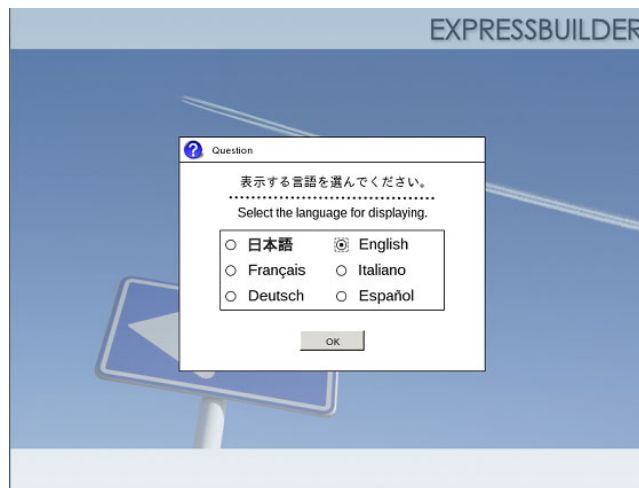 EXPRESSBUILDER
Question
表示する言語を選んでください。
Select the language for displaying.
日本語 English
Français Italiano
Deutsch Español
OK